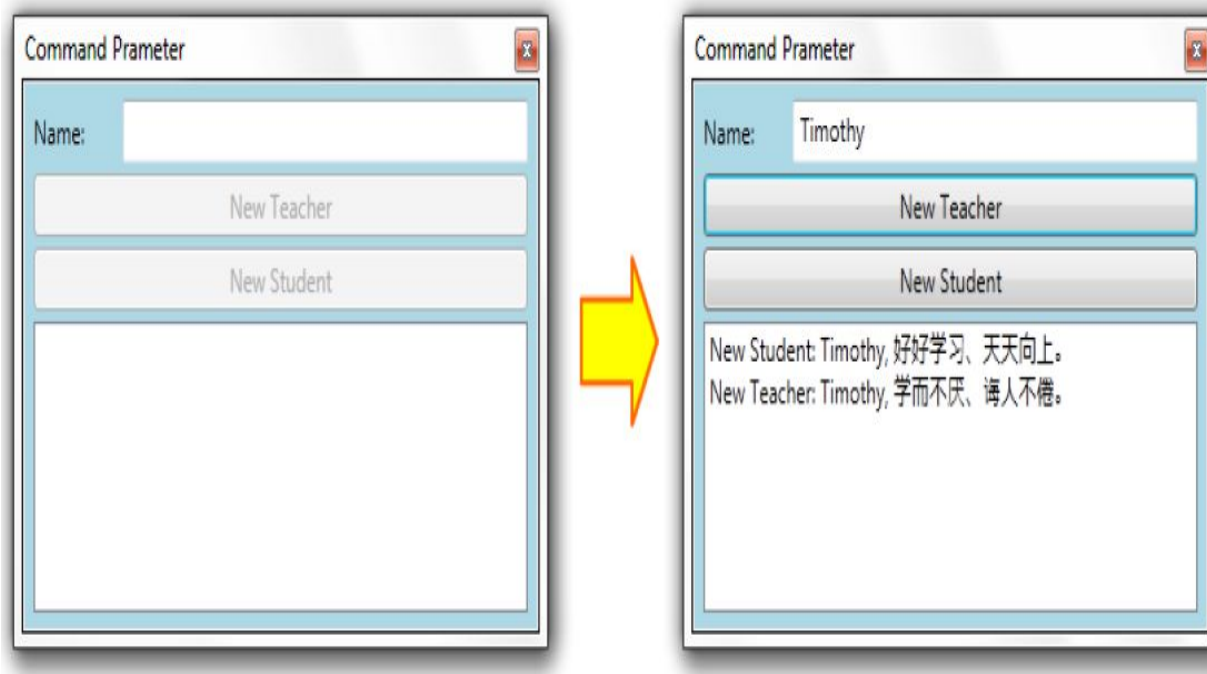 Command Prameter
Name:
New Teacher
New Student
Command Prameter
Name: Timothy
New Teacher
New Student
New Student: Timothy, 好好学习、天天向上。
New Teacher: Timothy, 学而不厌、诲人不倦。